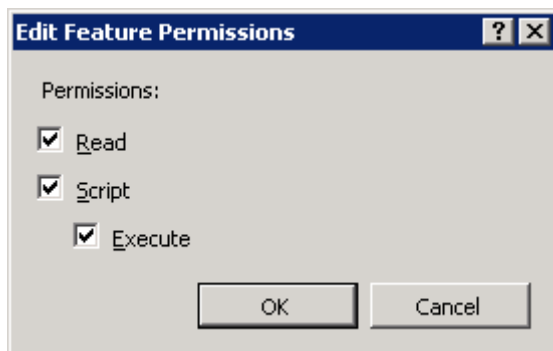 Edit Feature Permissions
Permissions:
Read
Script
Execute
OK Cancel